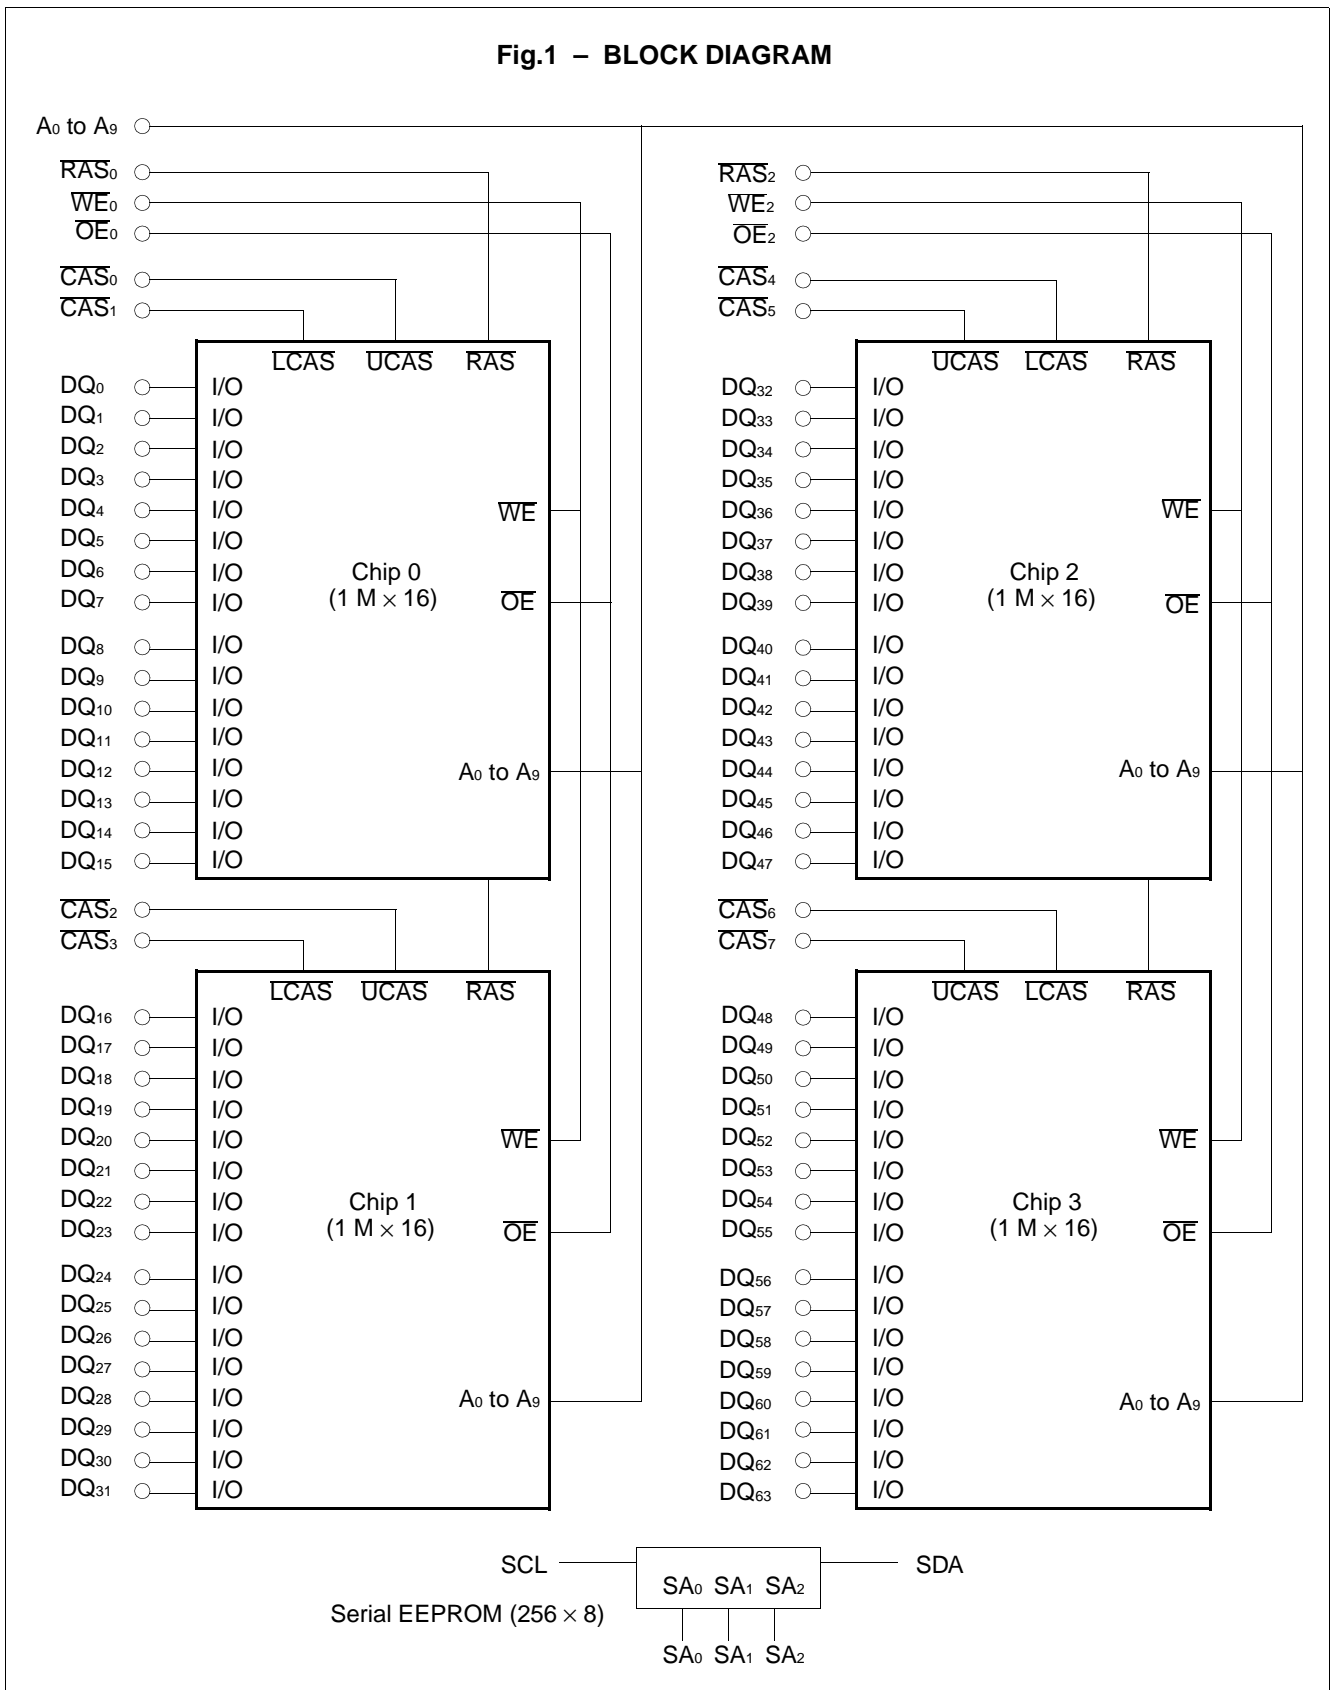 Fig.1 – BLOCK DIAGRAM
A0 to A9
RAS0
WE0
OE0
CAS0
CAS1
LCAS UCAS RAS
DQ0 I/O
DQ1 I/O
DQ2 I/O
DQ3 I/O
DQ4 I/O WE
DQ5 I/O
DQ6 I/O Chip 0
DQ7 I/O (1 M × 16) OE
DQ8 I/O
DQ9 I/O
DQ10 I/O
DQ11 I/O
DQ12 I/O A0 to A9
DQ13 I/O
DQ14 I/O
DQ15 I/O
CAS2
CAS3
LCAS UCAS RAS
DQ16 I/O
DQ17 I/O
DQ18 I/O
DQ19 I/O
DQ20 I/O WE
DQ21 I/O
DQ22 I/O Chip 1
DQ23 I/O (1 M × 16) OE
DQ24 I/O
DQ25 I/O
DQ26 I/O
DQ27 I/O
DQ28 I/O A0 to A9
DQ29 I/O
DQ30 I/O
DQ31 I/O
RAS2
WE2
OE2
CAS4
CAS5
UCAS LCAS RAS
DQ32 I/O
DQ33 I/O
DQ34 I/O
DQ35 I/O
DQ36 I/O WE
DQ37 I/O
DQ38 I/O Chip 2
DQ39 I/O (1 M × 16) OE
DQ40 I/O
DQ41 I/O
DQ42 I/O
DQ43 I/O
DQ44 I/O A0 to A9
DQ45 I/O
DQ46 I/O
DQ47 I/O
CAS6
CAS7
UCAS LCAS RAS
DQ48 I/O
DQ49 I/O
DQ50 I/O
DQ51 I/O
DQ52 I/O WE
DQ53 I/O
DQ54 I/O Chip 3
DQ55 I/O (1 M × 16) OE
DQ56 I/O
DQ57 I/O
DQ58 I/O
DQ59 I/O
DQ60 I/O A0 to A9
DQ61 I/O
DQ62 I/O
DQ63 I/O
SCL SDA
SA0 SA1 SA2
Serial EEPROM (256 × 8)
SA0 SA1 SA2